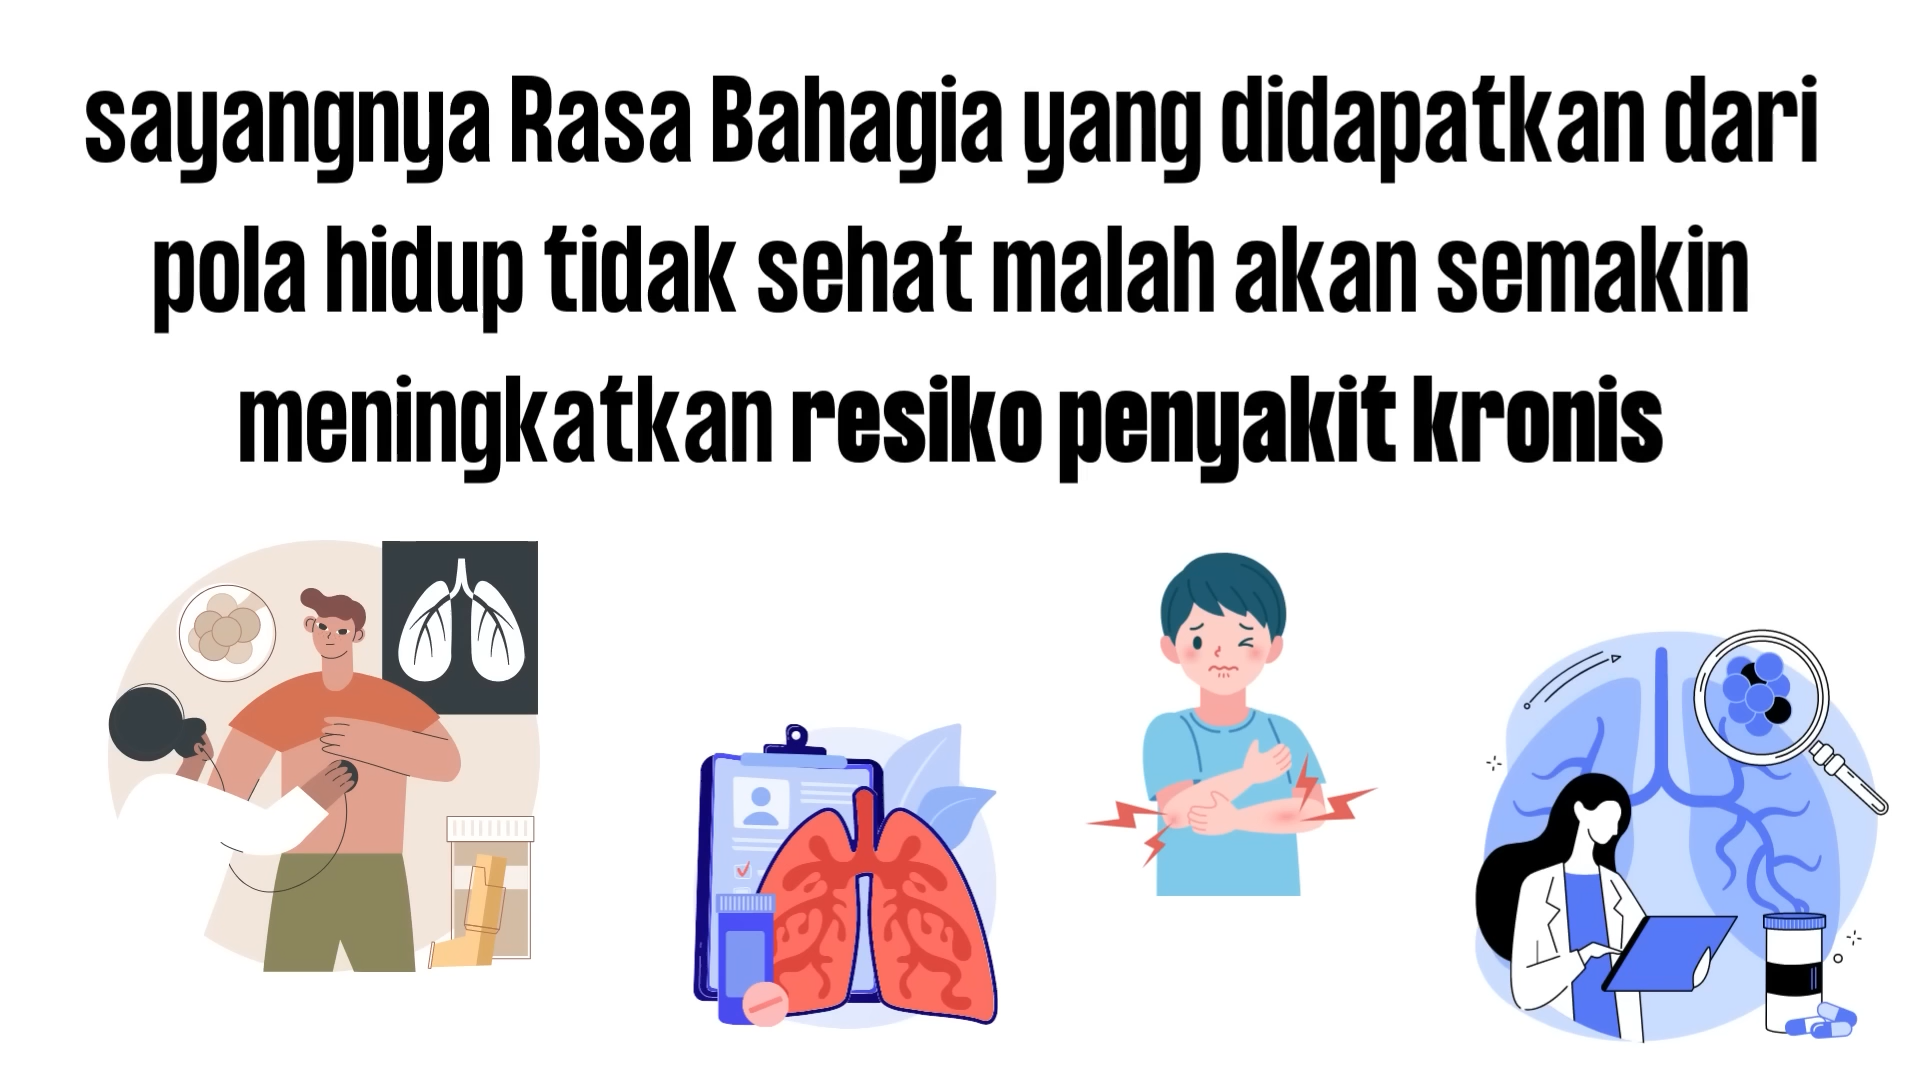 sayangnya Rasa Bahagia yang didapatkan dari
pola hidup tidak sehat malah akan semakin
meningkatkan resiko penyakit kronis